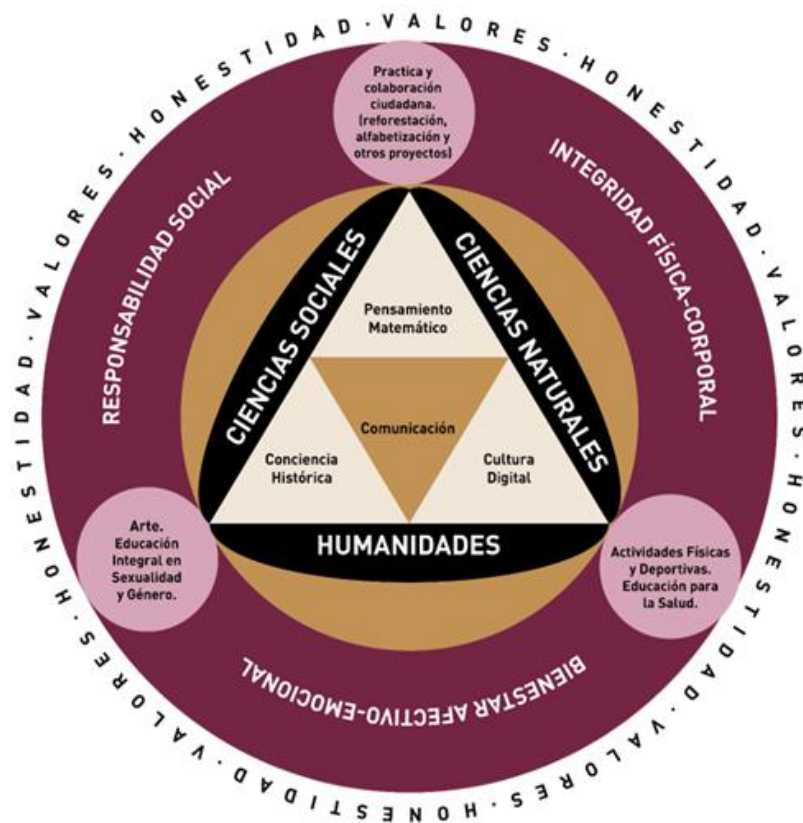 VALORES·HONESTIDAD·VALORES·HONESTIDAD·VALORES·HONESTIDAD·VALORES·HONESTIDAD·VALORES·HONESTIDAD·
Practica y
colaboración
ciudadana.
(reforestación,
alfabetización y
otros proyectos)
RESPONSABILIDAD SOCIAL
INTEGRIDAD FÍSICA-CORPORAL
CIENCIAS SOCIALES
CIENCIAS NATURALES
Pensamiento
Matemático
Comunicación
Conciencia
Histórica
Cultura
Digital
HUMANIDADES
Arte.
Educación
Integral en
Sexualidad
y Género.
Actividades Físicas
y Deportivas.
Educación para
la Salud.
BIENESTAR AFECTIVO-EMOCIONAL